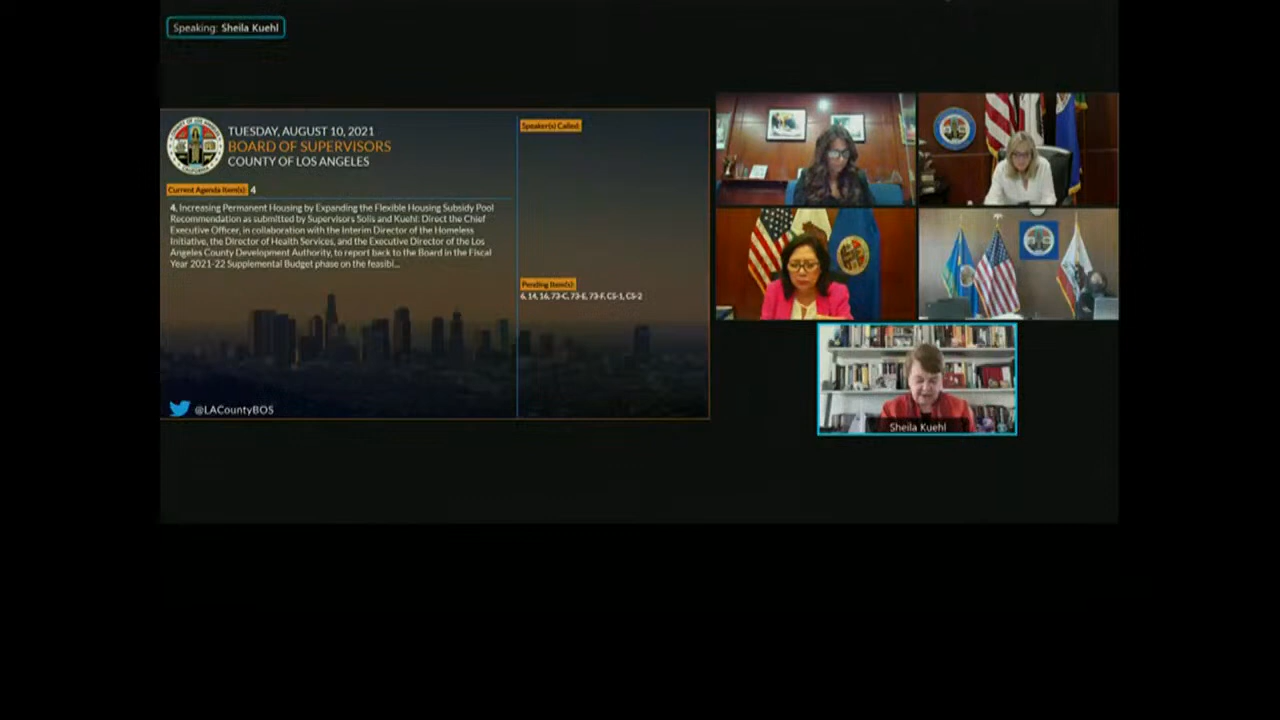 Speaking: Sheila Kuehl
TUESDAY, AUGUST 10, 2021
BOARD OF SUPERVISORS
COUNTY OF LOS ANGELES
Current Agenda Item(s): 4
4. Increasing Permanent Housing by Expanding the Flexible Housing Subsidy Pool
Recommendation as submitted by Supervisors Solis and Kuehl: Direct the Chief
Executive Officer, in collaboration with the Interim Director of the Homeless
Initiative, the Director of Health Services, and the Executive Director of the Los
Angeles County Development Authority, to report back to the Board in the Fiscal
Year 2021-22 Supplemental Budget phase on the feasibi...
@LACountyBOS
Speaker(s) Called:
Pending Item(s):
6, 14, 16, 73-C, 73-E, 73-F, CS-1, CS-2
Sheila Kuehl